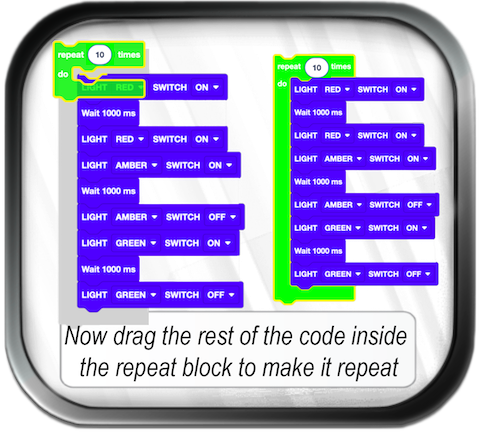 repeat 10 times
do
LIGHT RED SWITCH ON
Wait 1000 ms
LIGHT RED SWITCH ON
LIGHT AMBER SWITCH ON
Wait 1000 ms
LIGHT AMBER SWITCH OFF
LIGHT GREEN SWITCH ON
Wait 1000 ms
LIGHT GREEN SWITCH OFF
repeat 10 times
do LIGHT RED SWITCH ON
Wait 1000 ms
LIGHT RED SWITCH ON
LIGHT AMBER SWITCH ON
Wait 1000 ms
LIGHT AMBER SWITCH OFF
LIGHT GREEN SWITCH ON
Wait 1000 ms
LIGHT GREEN SWITCH OFF
Now drag the rest of the code inside
the repeat block to make it repeat